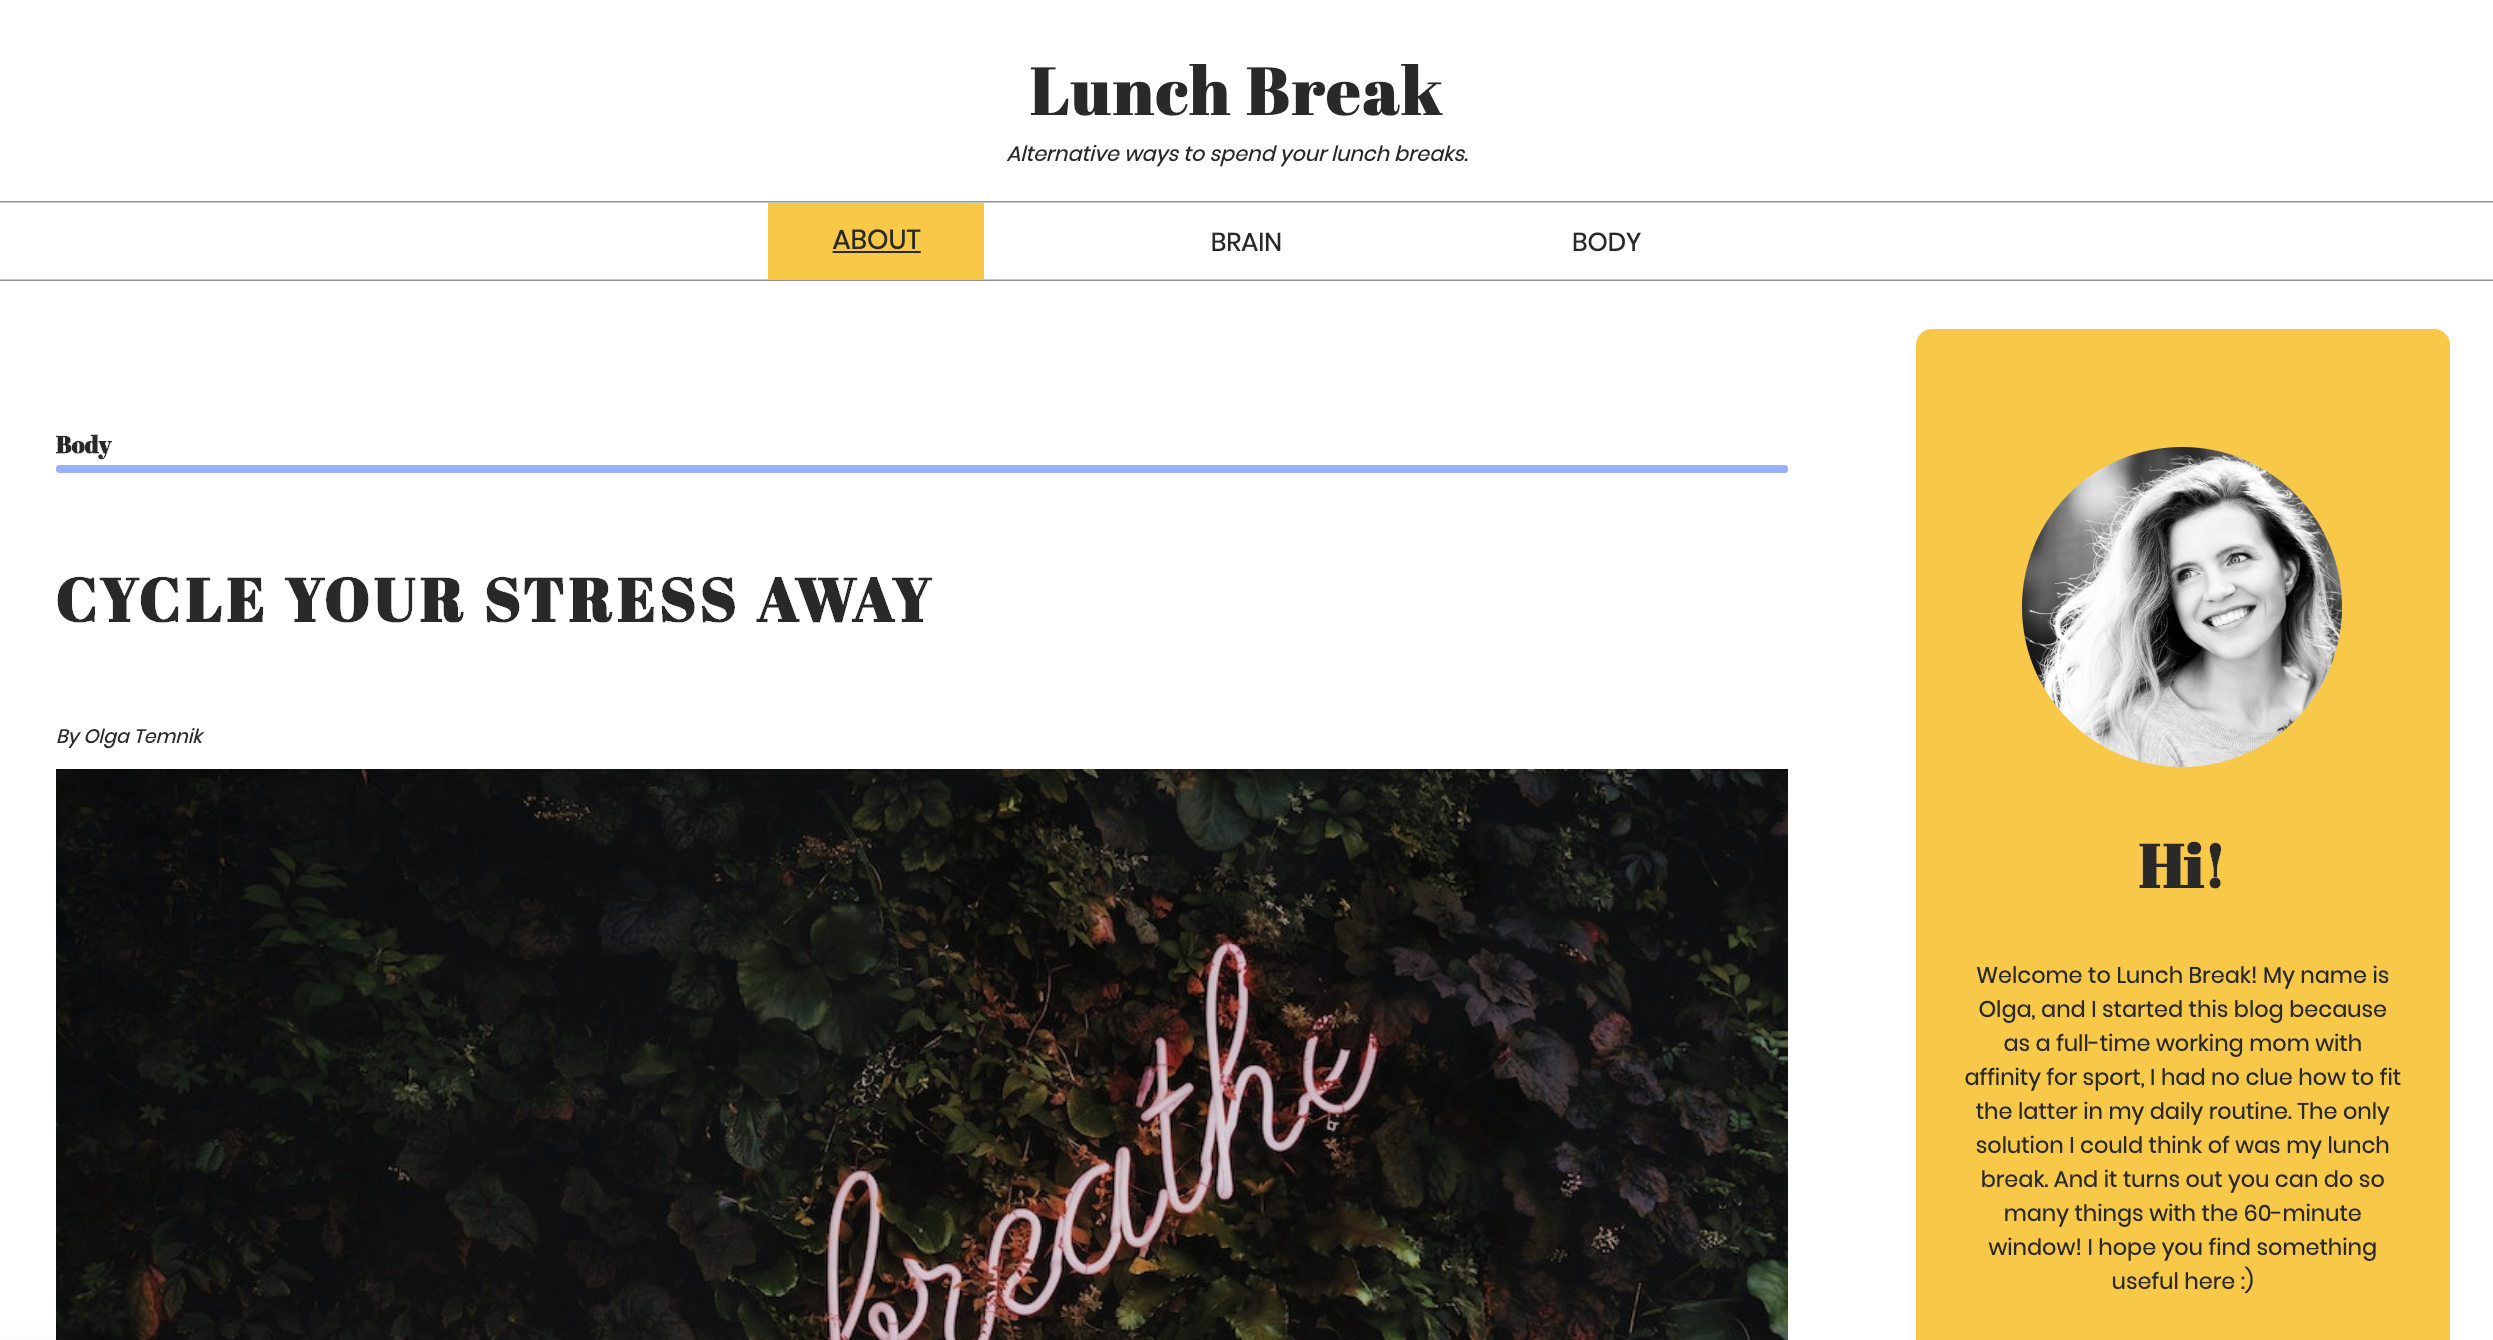 Lunch Break
Alternative ways to spend your lunch breaks.
ABOUT BRAIN BODY
Body
CYCLE YOUR STRESS AWAY
By Olga Temnik
breathe
Hi!
Welcome to Lunch Break! My name is
Olga, and I started this blog because
as a full-time working mom with
affinity for sport, I had no clue how to fit
the latter in my daily routine. The only
solution I could think of was my lunch
break. And it turns out you can do so
many things with the 60-minute
window! I hope you find something
useful here :)